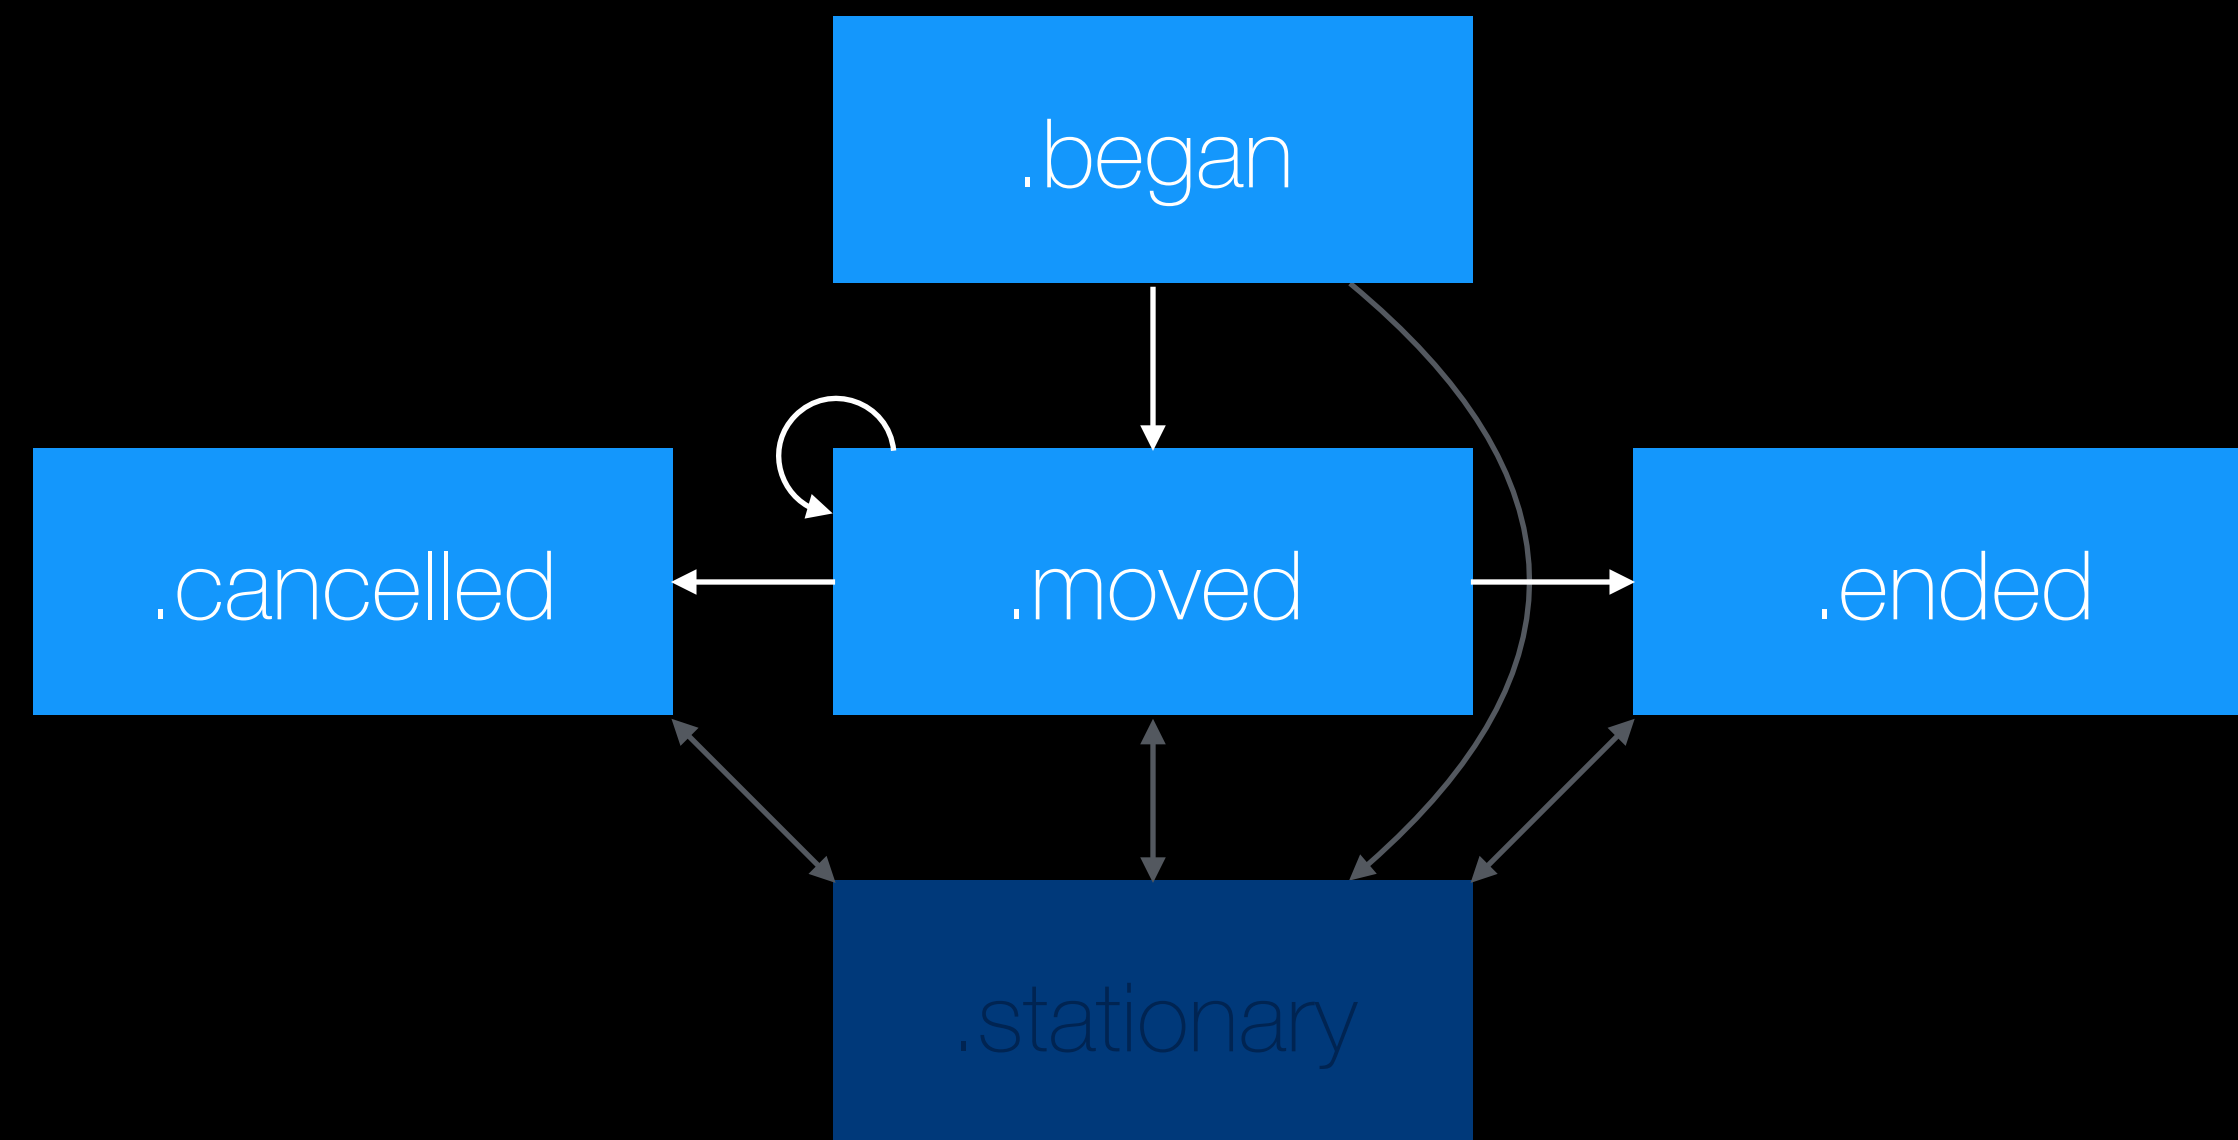 .began
.cancelled
.moved
.ended
.stationary